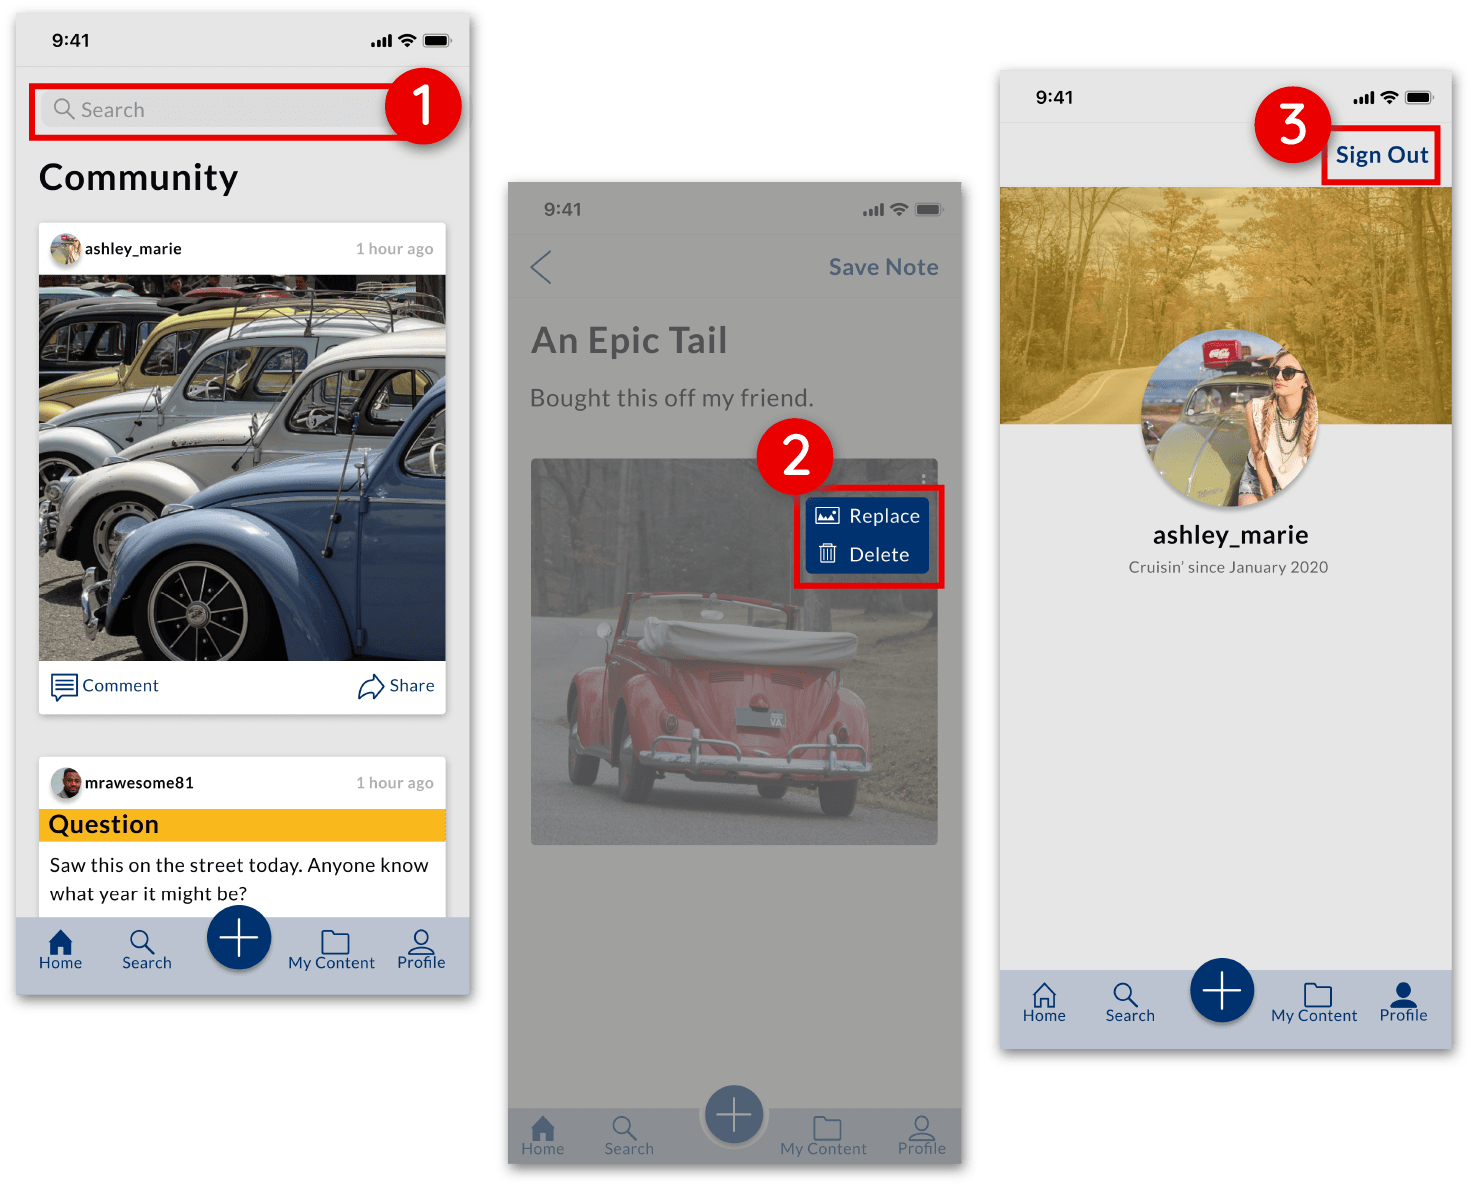 9:41
Search
1
Community
ashley_marie 1 hour ago
Comment Share
mrawesome81 1 hour ago
Question
Saw this on the street today. Anyone know
what year it might be?
Home Search My Content Profile
9:41
Save Note
An Epic Tail
Bought this off my friend.
2
Replace
Delete
VA
Home Search My Content Profile
9:41
3
Sign Out
Coca-Cola
ashley_marie
Cruisin' since January 2020
Home Search My Content Profile